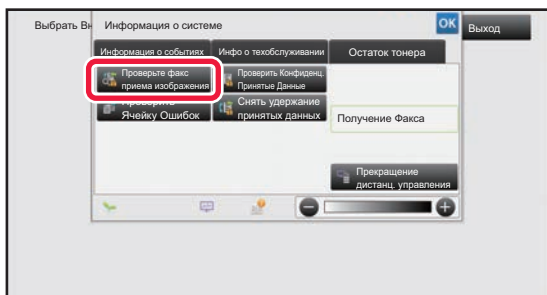 Выбрать Вн
Информация о системе
OK
Выход
Информация о событиях
Инфо о техобслуживании
Остаток тонера
Проверьте факс
приема изображения
Проверить Конфиденц.
Принятые Данные
Проверить
Ячейку Ошибок
Снять удержание
принятых данных
Получение Факса
Прекращение
дистанц. управления